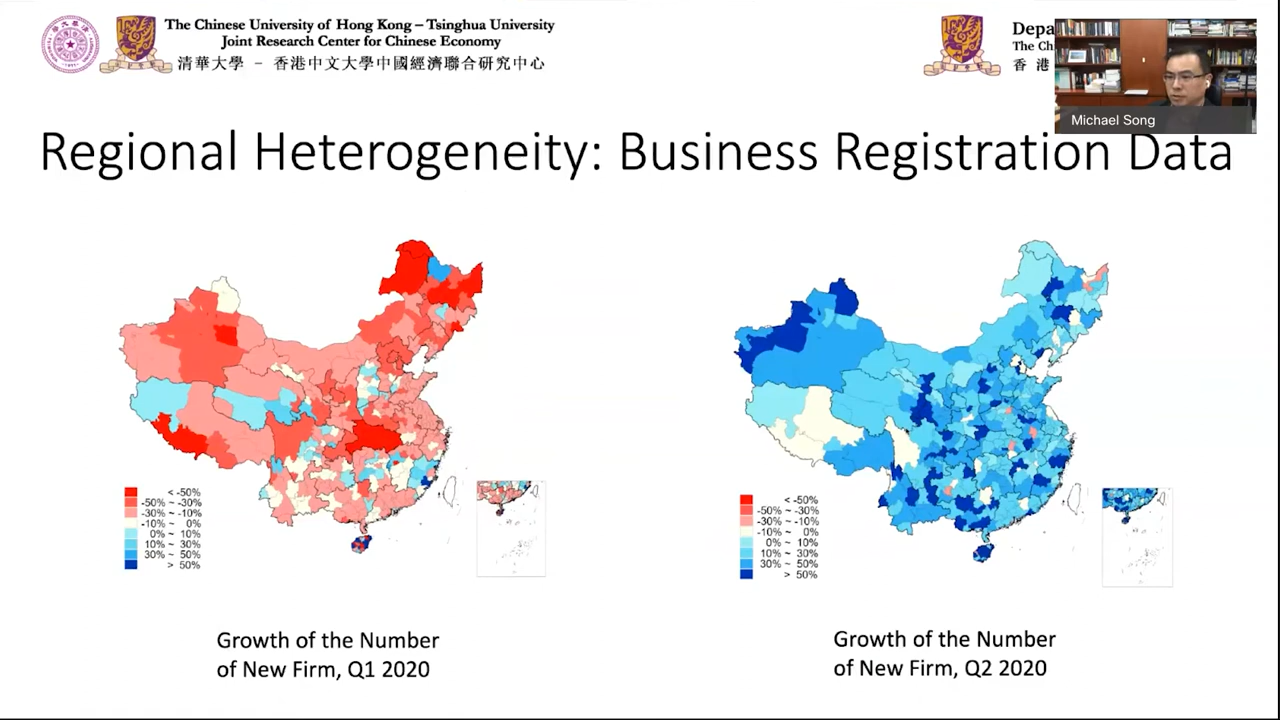 The Chinese University of Hong Kong – Tsinghua University
Joint Research Center for Chinese Economy
清華大學 – 香港中文大學中國經濟聯合研究中心
Depa
The Ch
香 港
Michael Song
Regional Heterogeneity: Business Registration Data
< -50%
-50% ~ -30%
-30% ~ -10%
-10% ~ 0%
0% ~ 10%
10% ~ 30%
30% ~ 50%
> 50%
< -50%
-50% ~ -30%
-30% ~ -10%
-10% ~ 0%
0% ~ 10%
10% ~ 30%
30% ~ 50%
> 50%
Growth of the Number
of New Firm, Q1 2020
Growth of the Number
of New Firm, Q2 2020